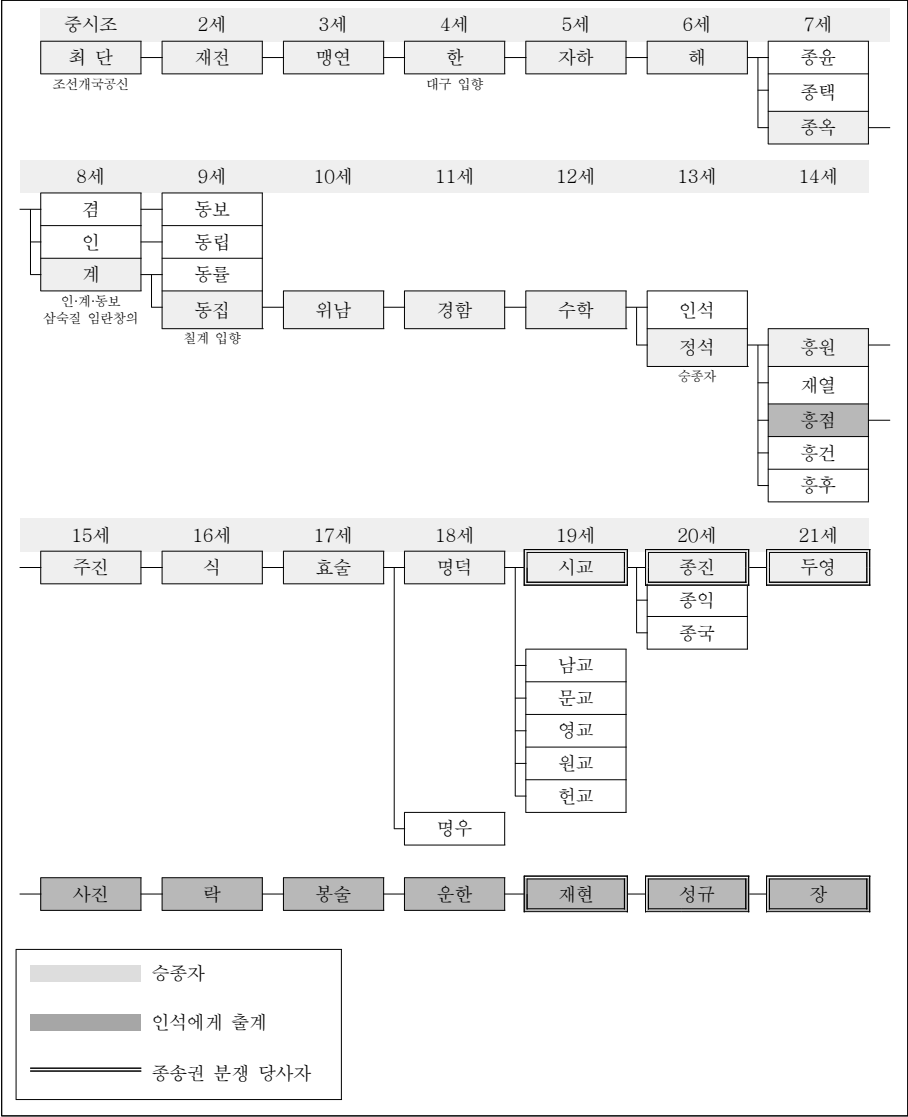 중시조 2세 3세 4세 5세 6세 7세
최 단 재전 맹연 한 자하 해 종윤
조선개국공신 대구 입향
종택
종옥
8세 9세 10세 11세 12세 13세 14세
겸 동보
인 동립
계 동률
인·계·동보
삼숙질 임란창의
동집 위남 경함 수학 인석
칠계 입향
정석 흥원
승종자
재열
흥점
흥건
흥후
15세 16세 17세 18세 19세 20세 21세
주진 식 효술 명덕 시교 종진 두영
종익
종국
남교
문교
영교
원교
헌교
명우
사진 락 봉술 운한 재현 성규 장
승종자
인석에게 출계
종송권 분쟁 당사자